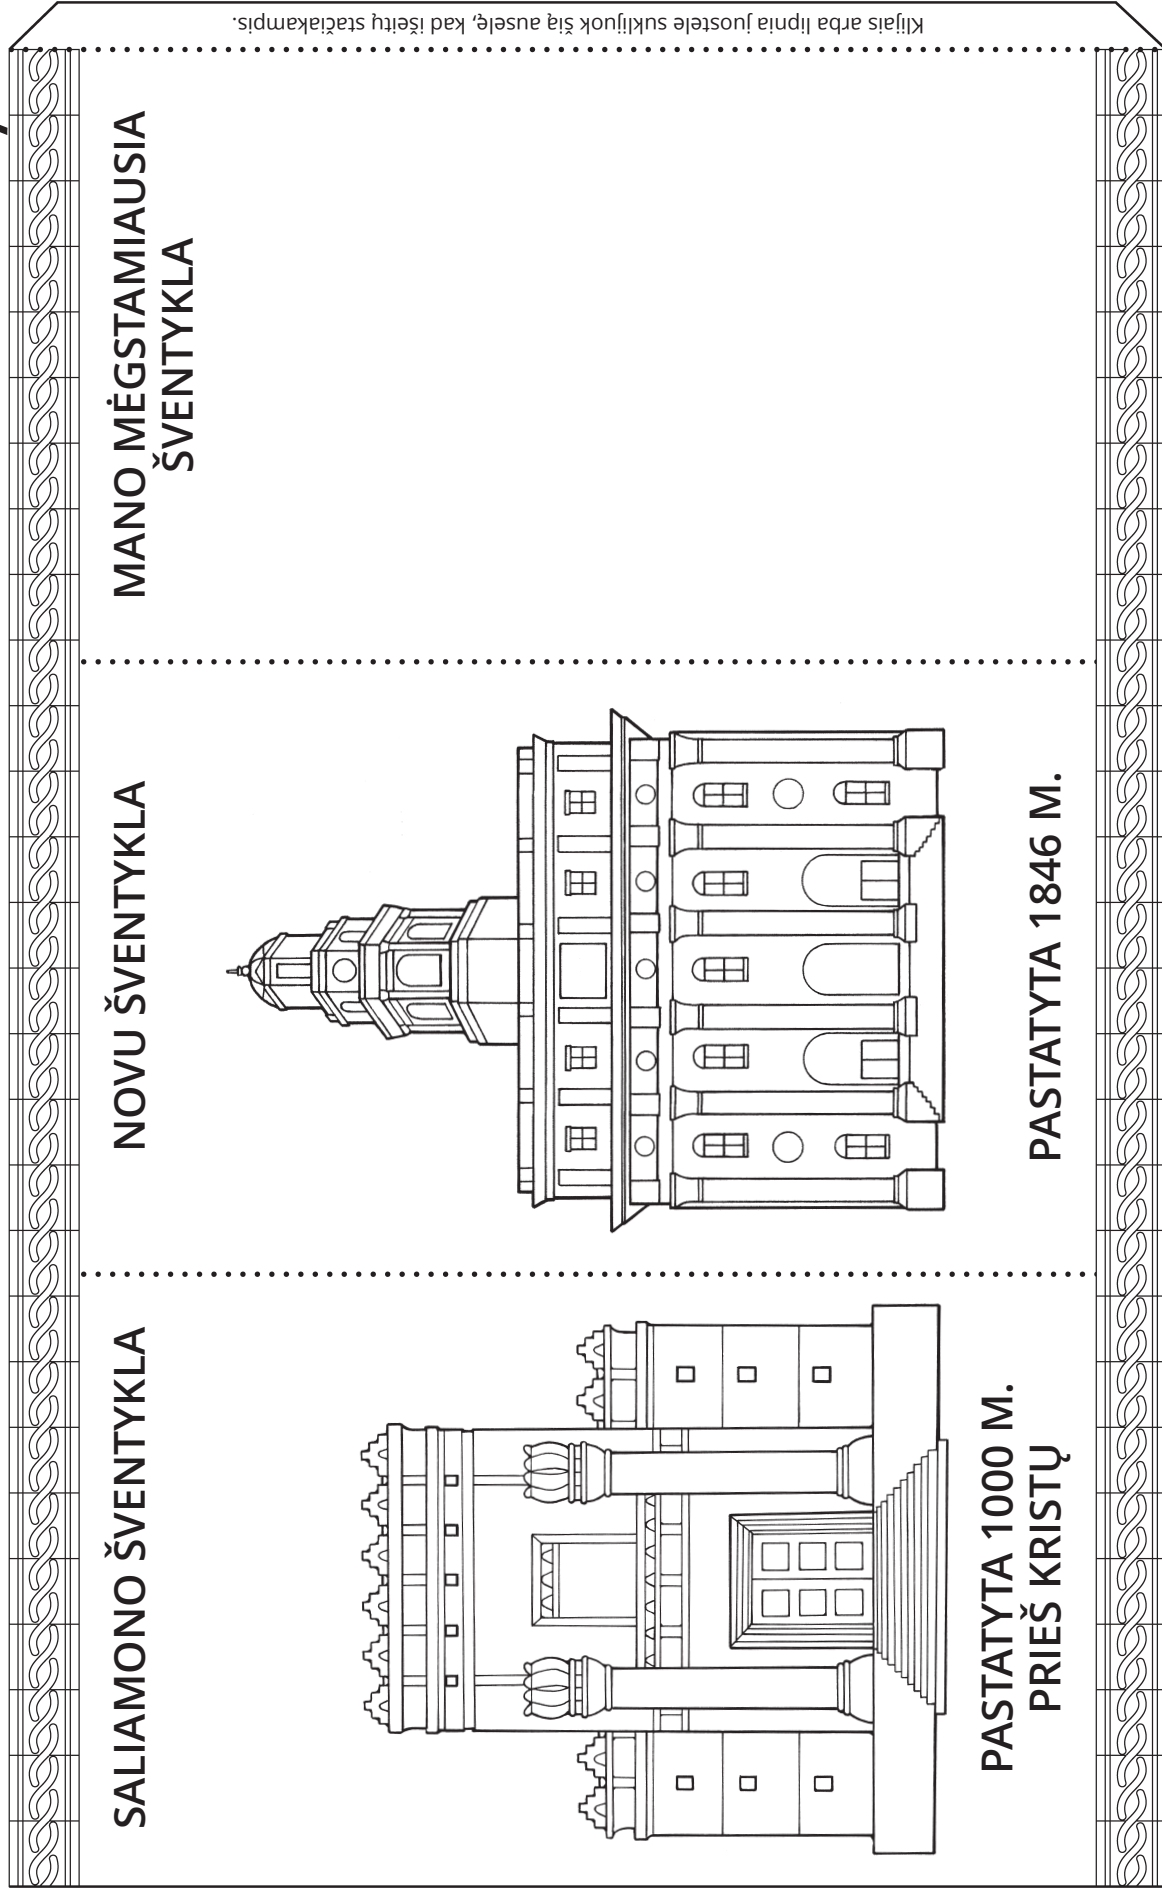 SALIAMONO ŠVENTYKLA
PASTATYTA 1000 M.
PRIEŠ KRISTŲ
NOVU ŠVENTYKLA
PASTATYTA 1846 M.
MANO MĖGSTAMIAUSIA
ŠVENTYKLA
Klijais arba lipnia juostele suklijuok šią auselę, kad išeitų stačiakampis.